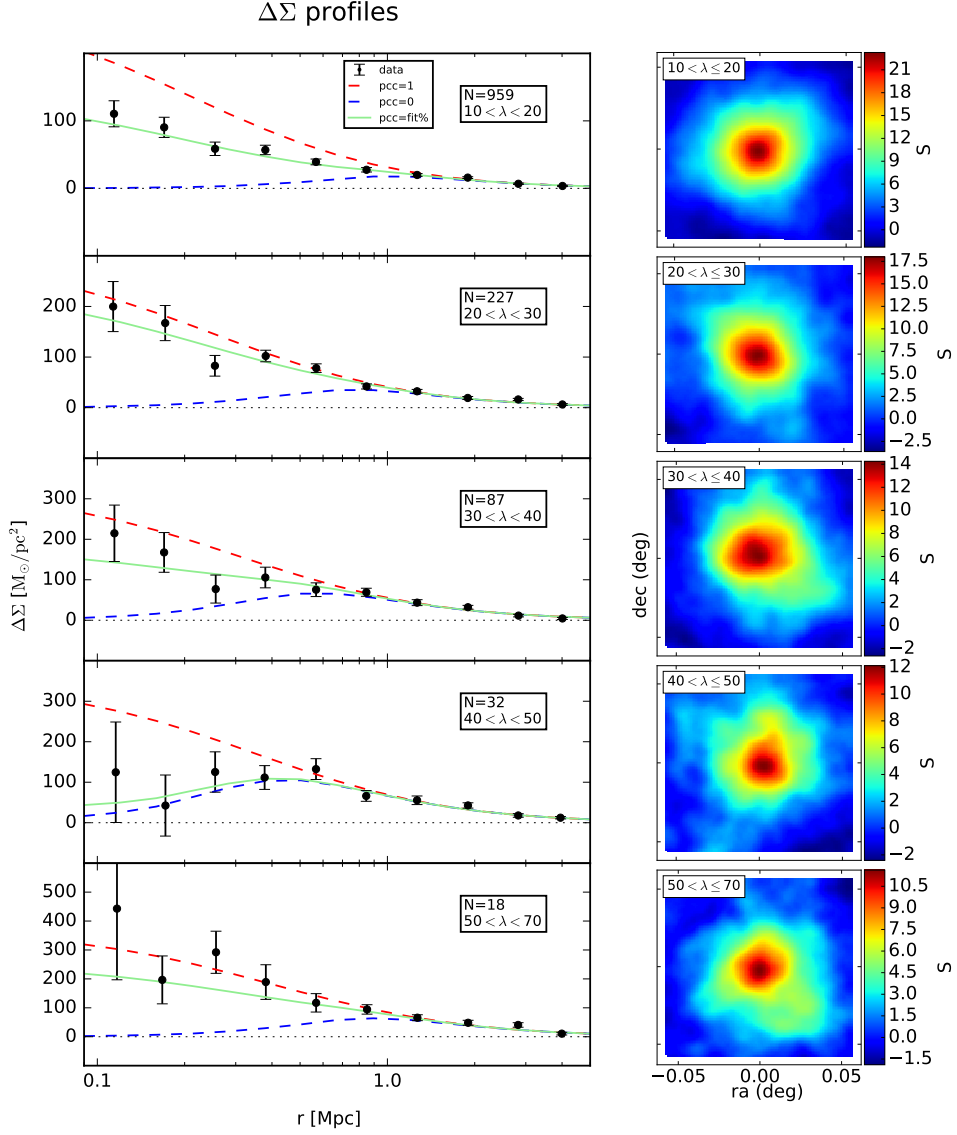 ΔΣ profiles
data
pcc=1
pcc=0
pcc=fit%
N=959
10<λ<20
100
0
N=227
20<λ<30
200
100
0
N=87
30<λ<40
300
200
100
0
N=32
40<λ<50
300
200
100
0
N=18
50<λ<70
500
400
300
200
100
0
ΔΣ [M⊙/pc²]
0.1
1.0
r [Mpc]
10<λ≤20
21
18
15
12
9
6
3
0
S
20<λ≤30
17.5
15.0
12.5
10.0
7.5
5.0
2.5
0.0
−2.5
S
30<λ≤40
14
12
10
8
6
4
2
0
−2
S
40<λ≤50
12
10
8
6
4
2
0
−2
S
50<λ≤70
10.5
9.0
7.5
6.0
4.5
3.0
1.5
0.0
−1.5
S
dec (deg)
−0.05
0.00
0.05
ra (deg)